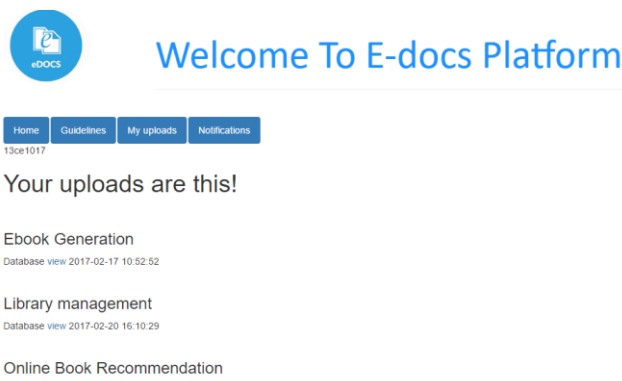 eDOCS
Welcome To E-docs Platform
Home Guidelines My uploads Notifications
13ce1017
Your uploads are this!
Ebook Generation
Database view 2017-02-17 10:52:52
Library management
Database view 2017-02-20 16:10:29
Online Book Recommendation